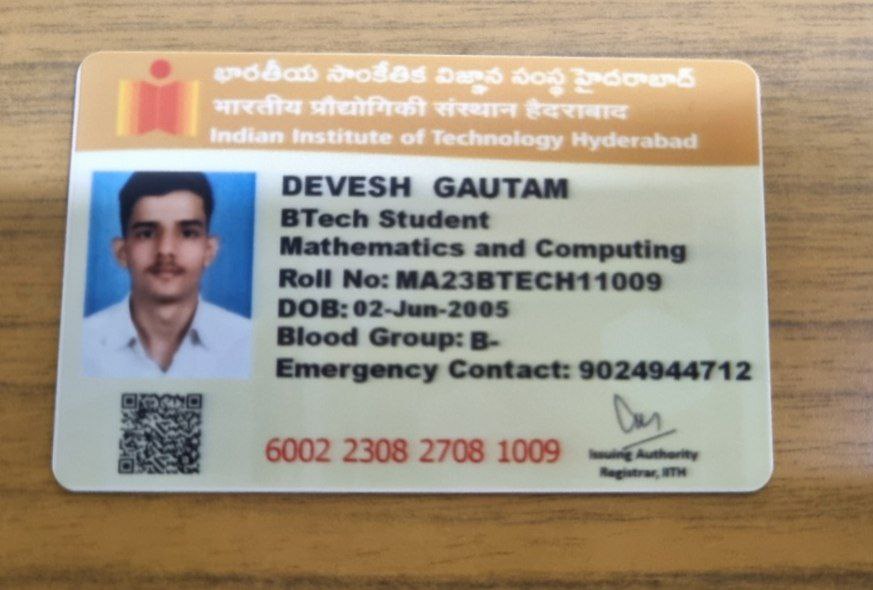 భారతీయ సాంకేతిక విజ్ఞాన సంస్థ హైదరాబాద్
भारतीय प्रौद्योगिकी संस्थान हैदराबाद
Indian Institute of Technology Hyderabad
DEVESH GAUTAM
BTech Student
Mathematics and Computing
Roll No: MA23BTECH11009
DOB: 02-Jun-2005
Blood Group: B-
Emergency Contact: 9024944712
6002 2308 2708 1009
Issuing Authority
Registrar, IITH